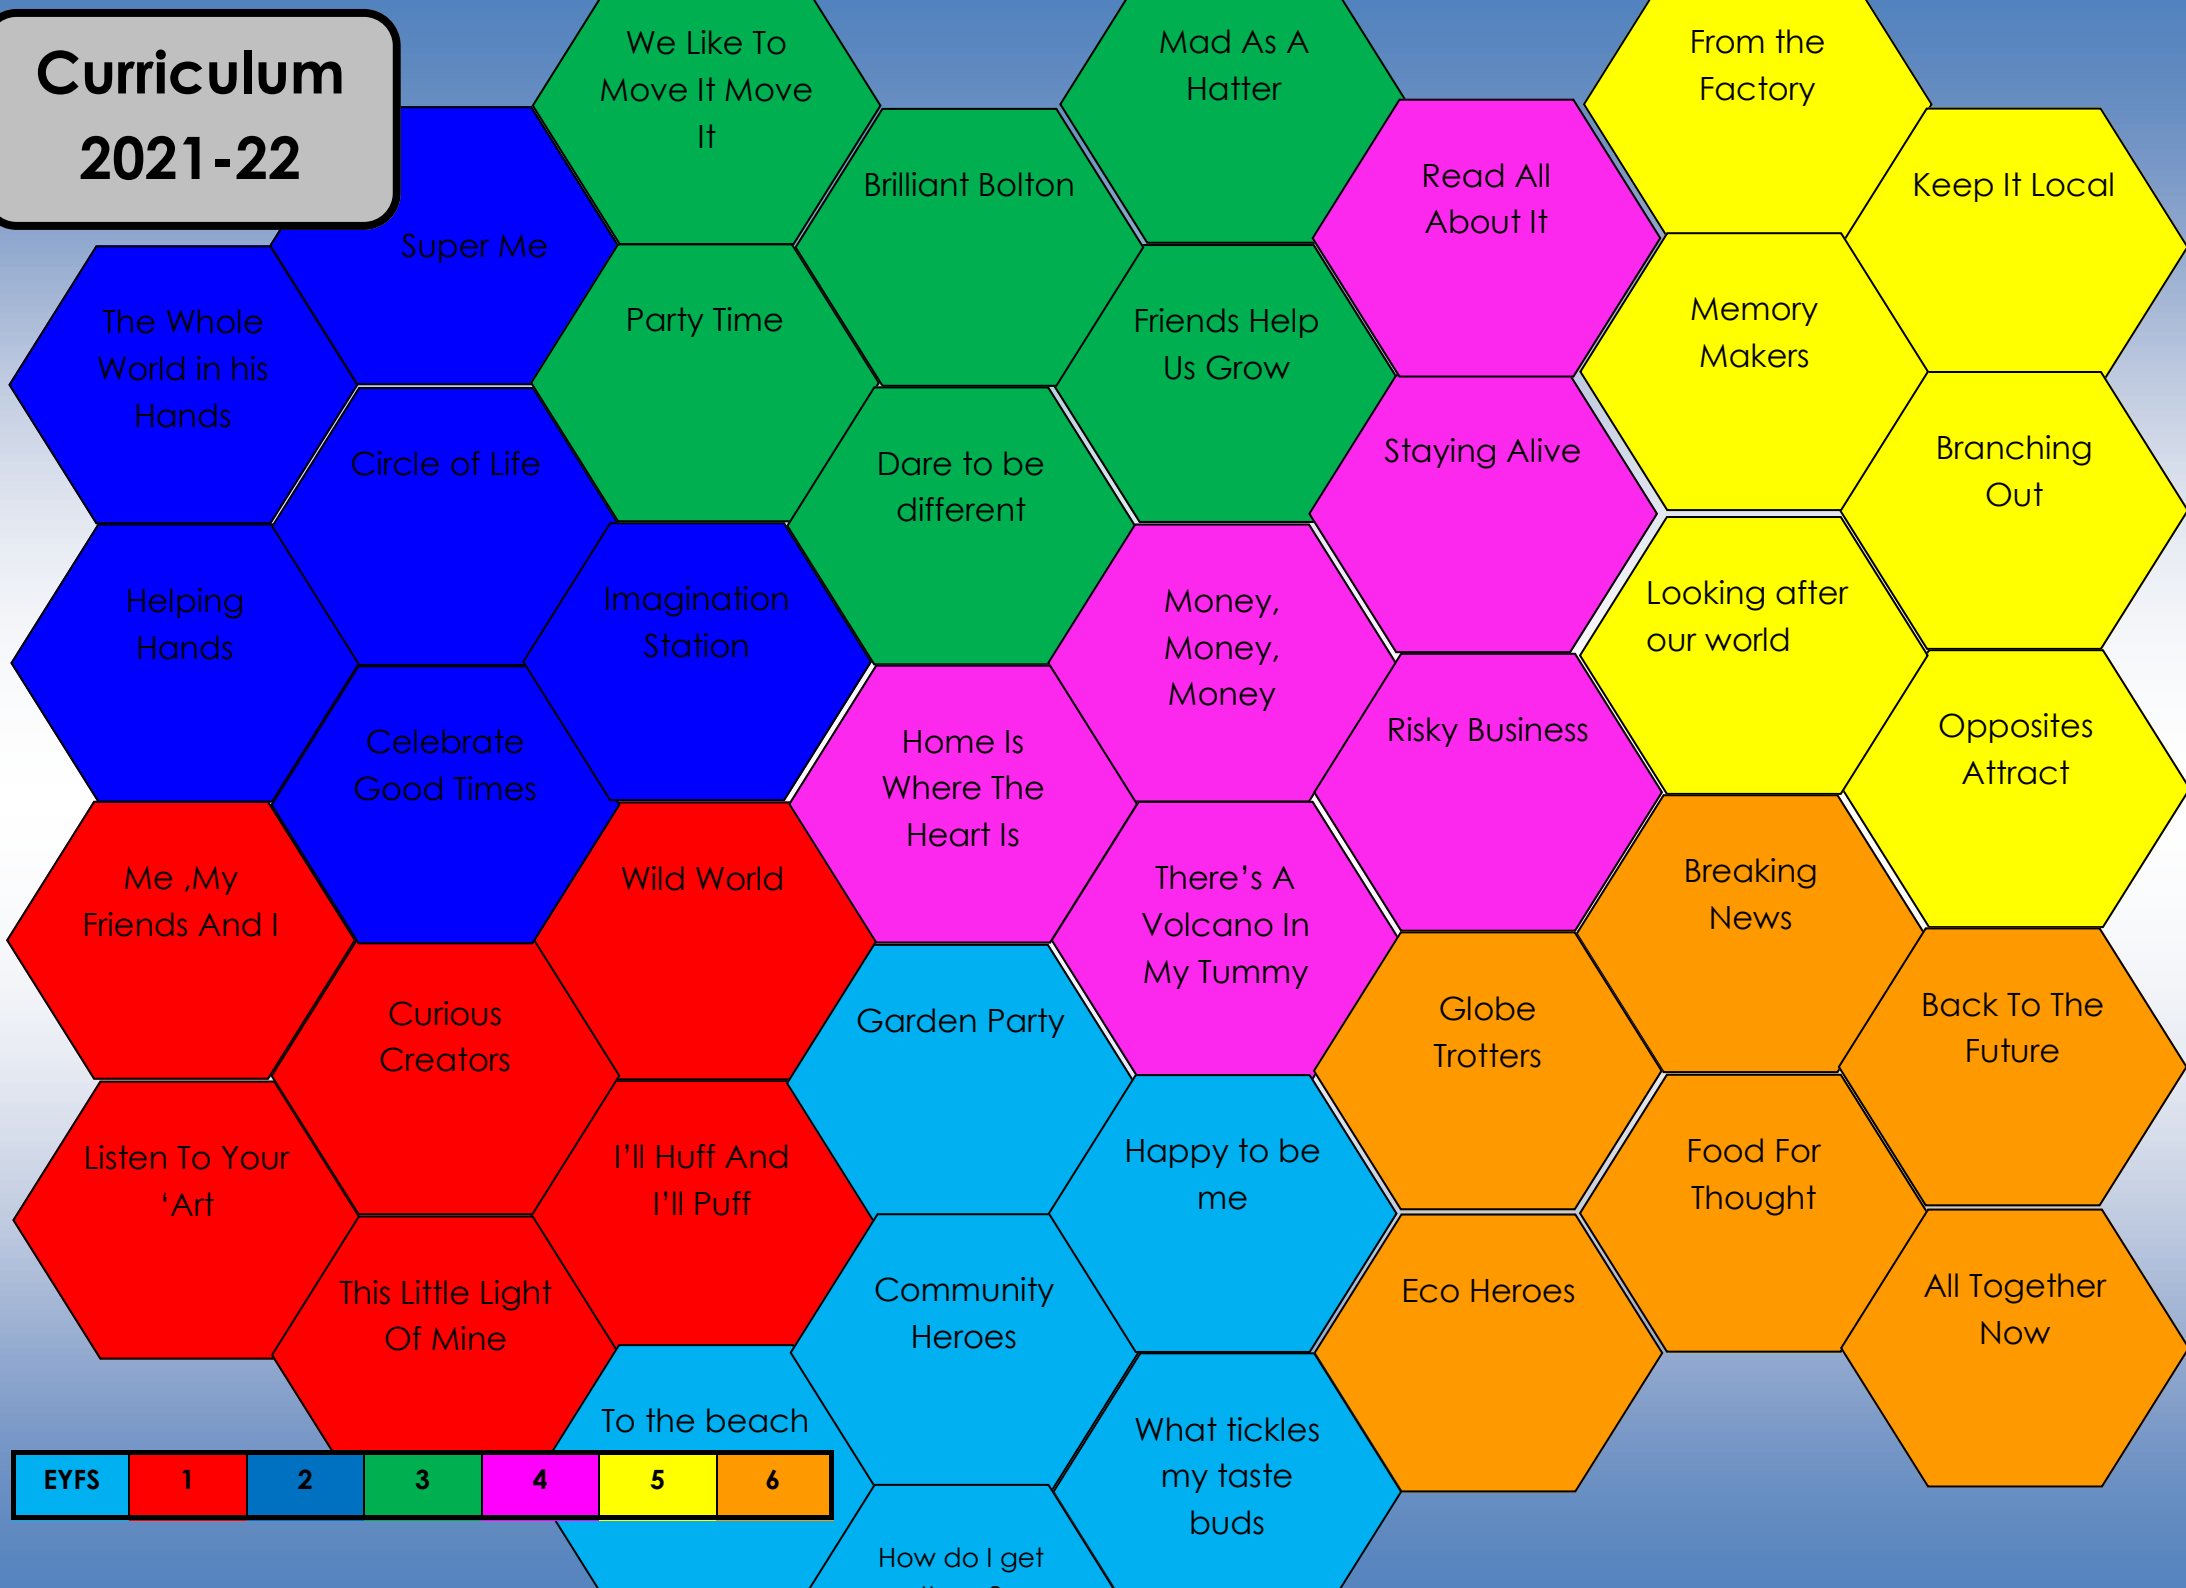 Curriculum
2021-22
We Like To
Move It Move
It
Mad As A
Hatter
From the
Factory
Super Me
Brilliant Bolton
Read All
About It
Keep It Local
The Whole
World in his
Hands
Party Time
Friends Help
Us Grow
Memory
Makers
Circle of Life
Dare to be
different
Staying Alive
Branching
Out
Helping
Hands
Imagination
Station
Money,
Money,
Money
Looking after
our world
Celebrate
Good Times
Home Is
Where The
Heart Is
Risky Business
Opposites
Attract
Me ,My
Friends And I
Wild World
There’s A
Volcano In
My Tummy
Breaking
News
Curious
Creators
Garden Party
Globe
Trotters
Back To The
Future
Listen To Your
‘Art
I’ll Huff And
I’ll Puff
Happy to be
me
Food For
Thought
This Little Light
Of Mine
Community
Heroes
Eco Heroes
All Together
Now
To the beach
What tickles
my taste
buds
EYFS 1 2 3 4 5 6
How do I get